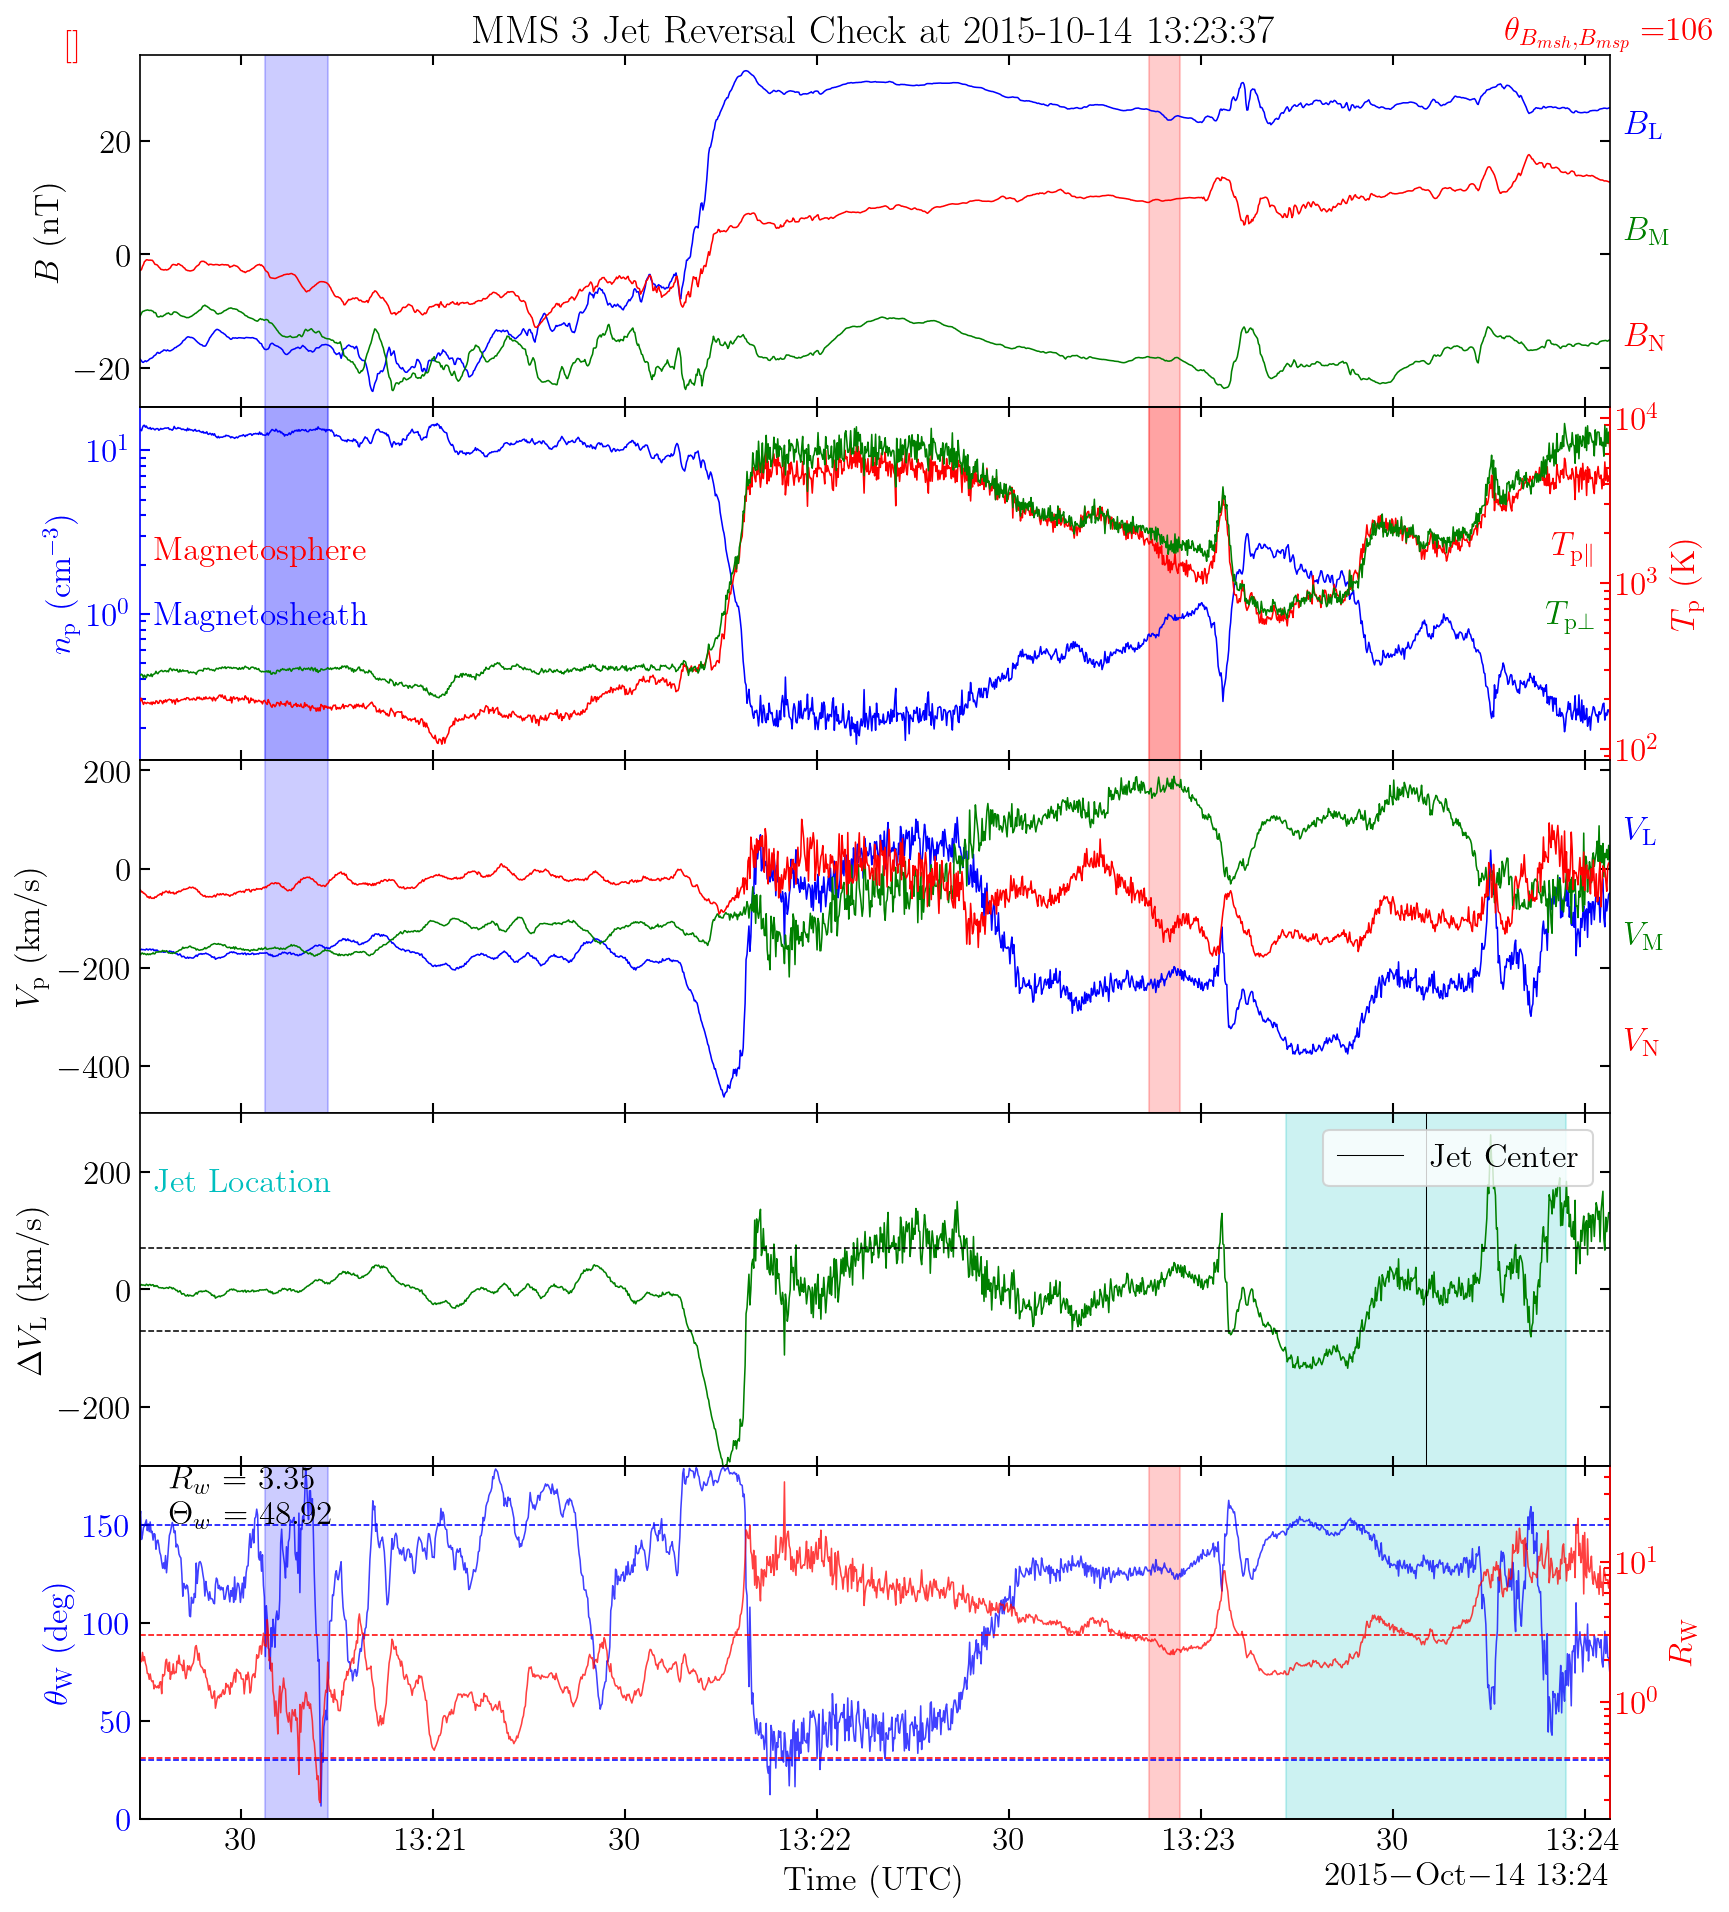 MMS 3 Jet Reversal Check at 2015-10-14 13:23:37
[]
θ_{B_{msh},B_{msp}} =106
20
0
−20
B (nT)
B_L
B_M
B_N
10^1
10^0
n_p (cm^{−3})
Magnetosphere
Magnetosheath
T_{p∥}
T_{p⊥}
10^4
10^3
10^2
T_p (K)
200
0
−200
−400
V_p (km/s)
V_L
V_M
V_N
200
0
−200
ΔV_L (km/s)
Jet Location
Jet Center
R_w = 3.35
Θ_w = 48.92
150
100
50
0
θ_W (deg)
10^1
10^0
R_W
30
13:21
30
13:22
30
13:23
30
13:24
Time (UTC)
2015−Oct−14 13:24